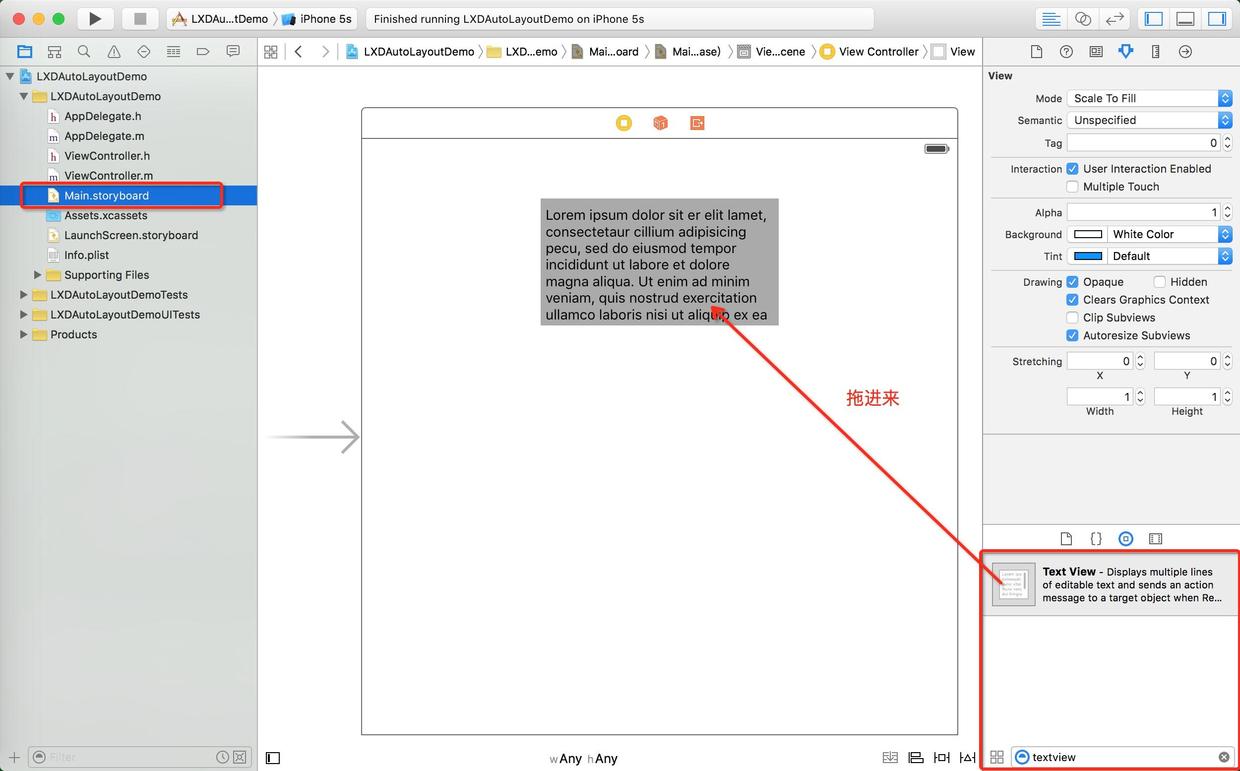 LXDAu...tDemo
iPhone 5s
Finished running LXDAutoLayoutDemo on iPhone 5s
LXDAutoLayoutDemo
LXD...emo
Mai...oard
Mai...ase)
Vie...cene
View Controller
View
LXDAutoLayoutDemo
LXDAutoLayoutDemo
h AppDelegate.h
m AppDelegate.m
h ViewController.h
m ViewController.m
Main.storyboard
Assets.xcassets
LaunchScreen.storyboard
Info.plist
Supporting Files
LXDAutoLayoutDemoTests
LXDAutoLayoutDemoUITests
Products
Filter
Lorem ipsum dolor sit er elit lamet,
consectetaur cillium adipisicing
pecu, sed do eiusmod tempor
incididunt ut labore et dolore
magna aliqua. Ut enim ad minim
veniam, quis nostrud exercitation
ullamco laboris nisi ut aliquip ex ea
拖进来
wAny hAny
View
Mode Scale To Fill
Semantic Unspecified
Tag 0
Interaction User Interaction Enabled
Multiple Touch
Alpha 1
Background White Color
Tint Default
Drawing Opaque Hidden
Clears Graphics Context
Clip Subviews
Autoresize Subviews
Stretching 0 0
X Y
1 1
Width Height
{}
Text View - Displays multiple lines
of editable text and sends an action
message to a target object when Re...
textview